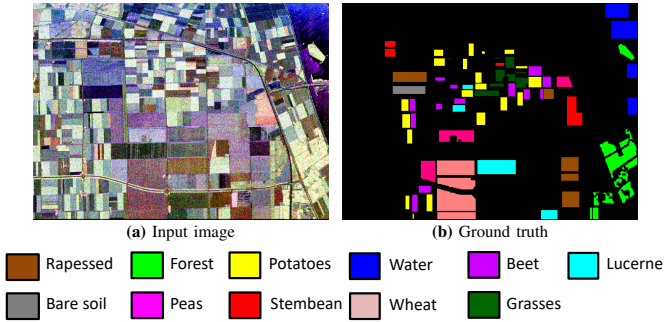 (a) Input image (b) Ground truth
Rapessed Forest Potatoes Water Beet Lucerne
Bare soil Peas Stembean Wheat Grasses